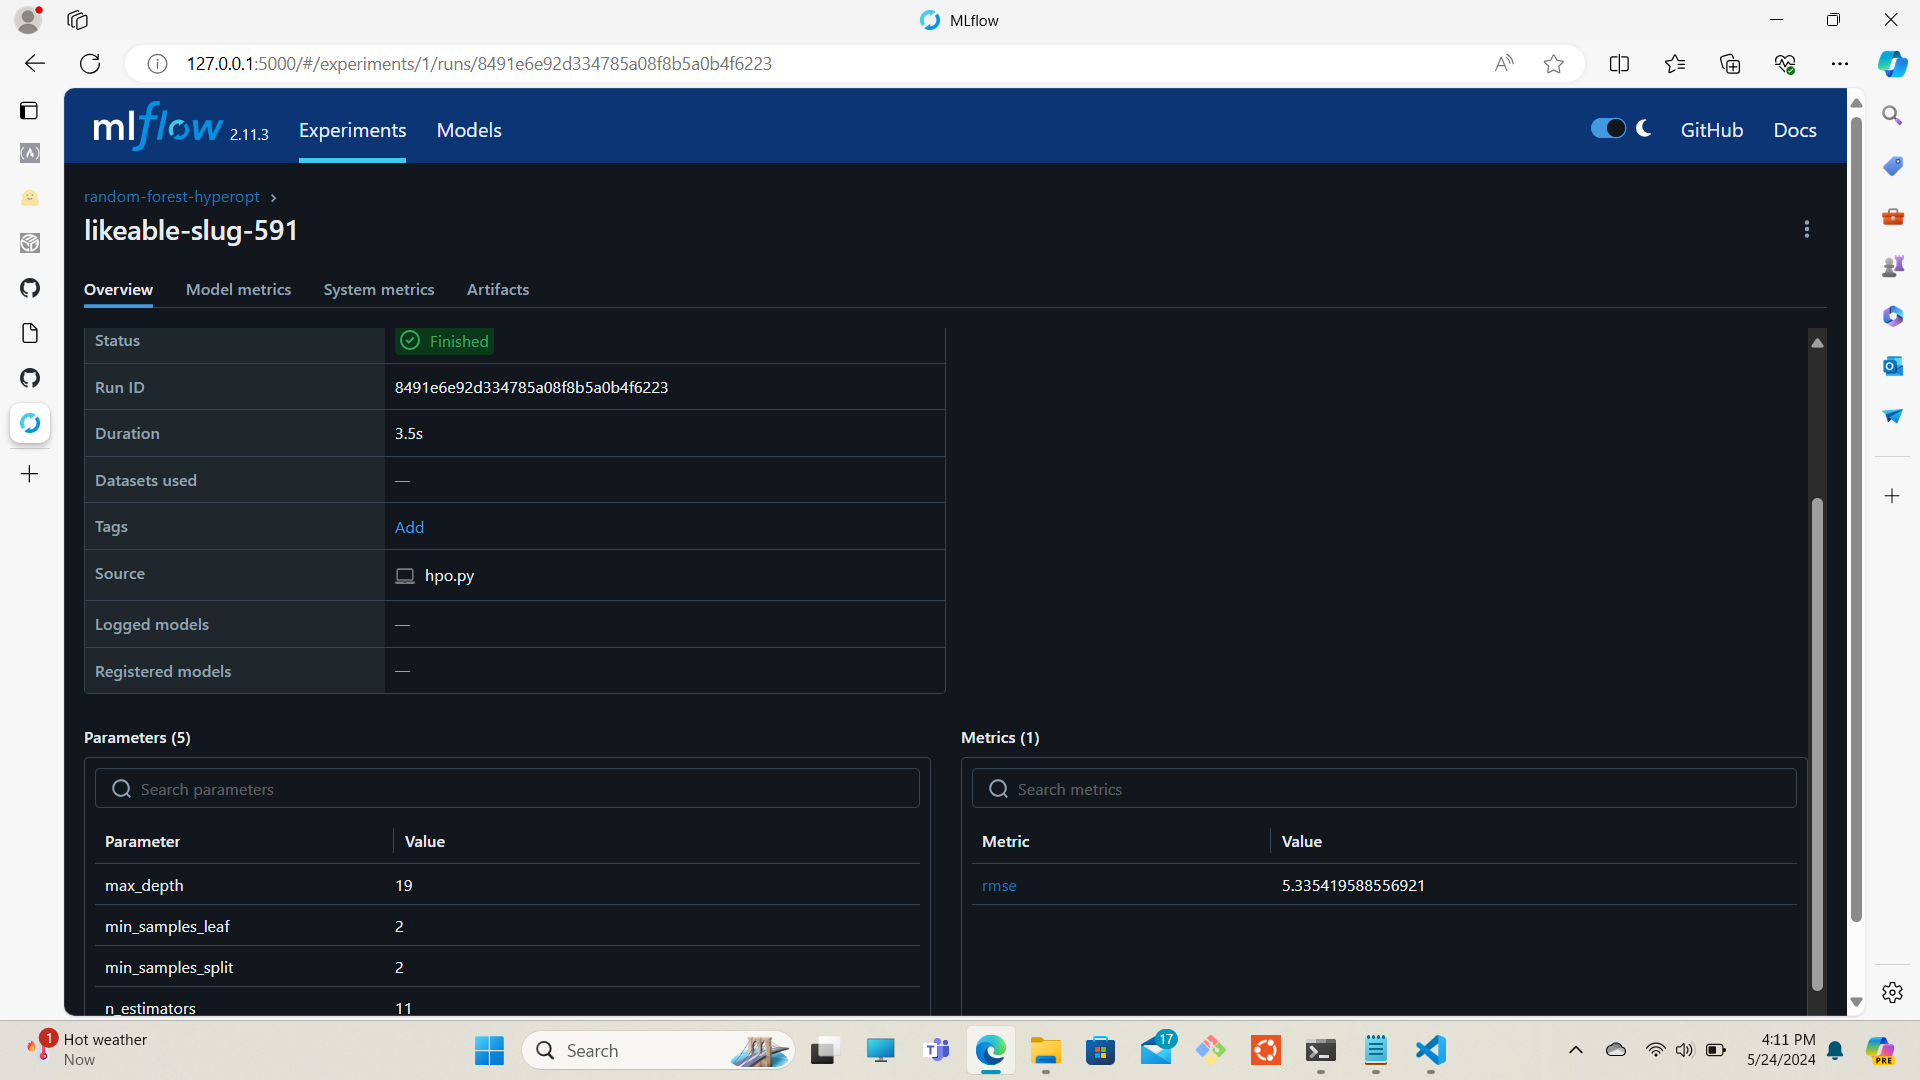 MLflow
127.0.0.1:5000/#/experiments/1/runs/8491e6e92d334785a08f8b5a0b4f6223
mlflow 2.11.3 Experiments Models GitHub Docs
random-forest-hyperopt ›
likeable-slug-591
Overview Model metrics System metrics Artifacts
Status Finished
Run ID 8491e6e92d334785a08f8b5a0b4f6223
Duration 3.5s
Datasets used —
Tags Add
Source hpo.py
Logged models —
Registered models —
Parameters (5)
Search parameters
Parameter Value
max_depth 19
min_samples_leaf 2
min_samples_split 2
n_estimators 11
Metrics (1)
Search metrics
Metric Value
rmse 5.335419588556921
1 Hot weather
Now
Search
17
4:11 PM
5/24/2024
PRE